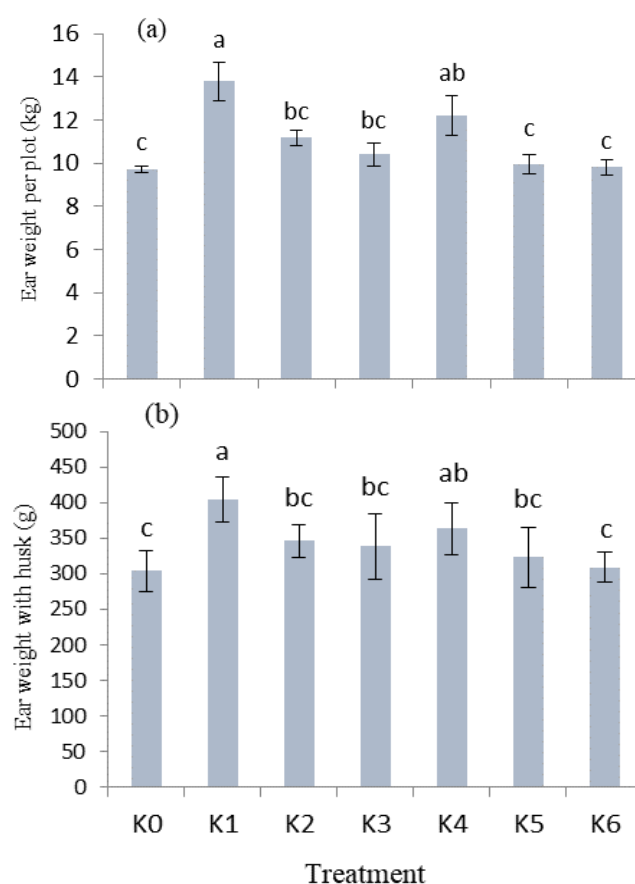 (a)
Ear weight per plot (kg)
16
14
12
10
8
6
4
2
0
c
a
bc
bc
ab
c
c
(b)
Ear weight with husk (g)
500
450
400
350
300
250
200
150
100
50
0
c
a
bc
bc
ab
bc
c
K0 K1 K2 K3 K4 K5 K6
Treatment